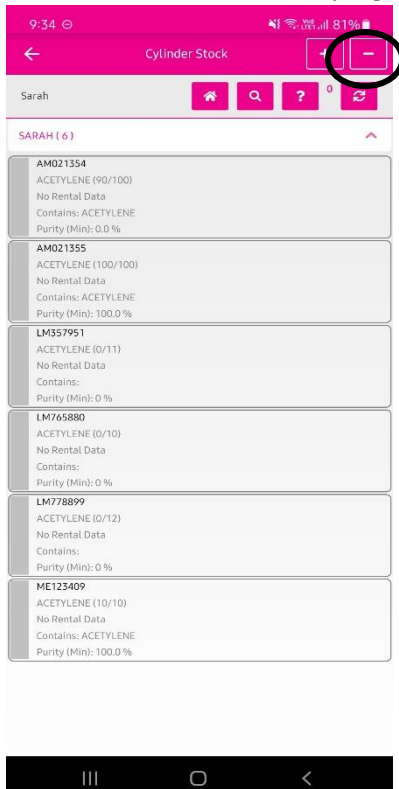 9:34 81%
Cylinder Stock + −
Sarah ? 0
SARAH ( 6 )
AM021354
ACETYLENE (90/100)
No Rental Data
Contains: ACETYLENE
Purity (Min): 0.0 %
AM021355
ACETYLENE (100/100)
No Rental Data
Contains: ACETYLENE
Purity (Min): 100.0 %
LM357951
ACETYLENE (0/11)
No Rental Data
Contains:
Purity (Min): 0 %
LM765880
ACETYLENE (0/10)
No Rental Data
Contains:
Purity (Min): 0 %
LM778899
ACETYLENE (0/12)
No Rental Data
Contains:
Purity (Min): 0 %
ME123409
ACETYLENE (10/10)
No Rental Data
Contains: ACETYLENE
Purity (Min): 100.0 %